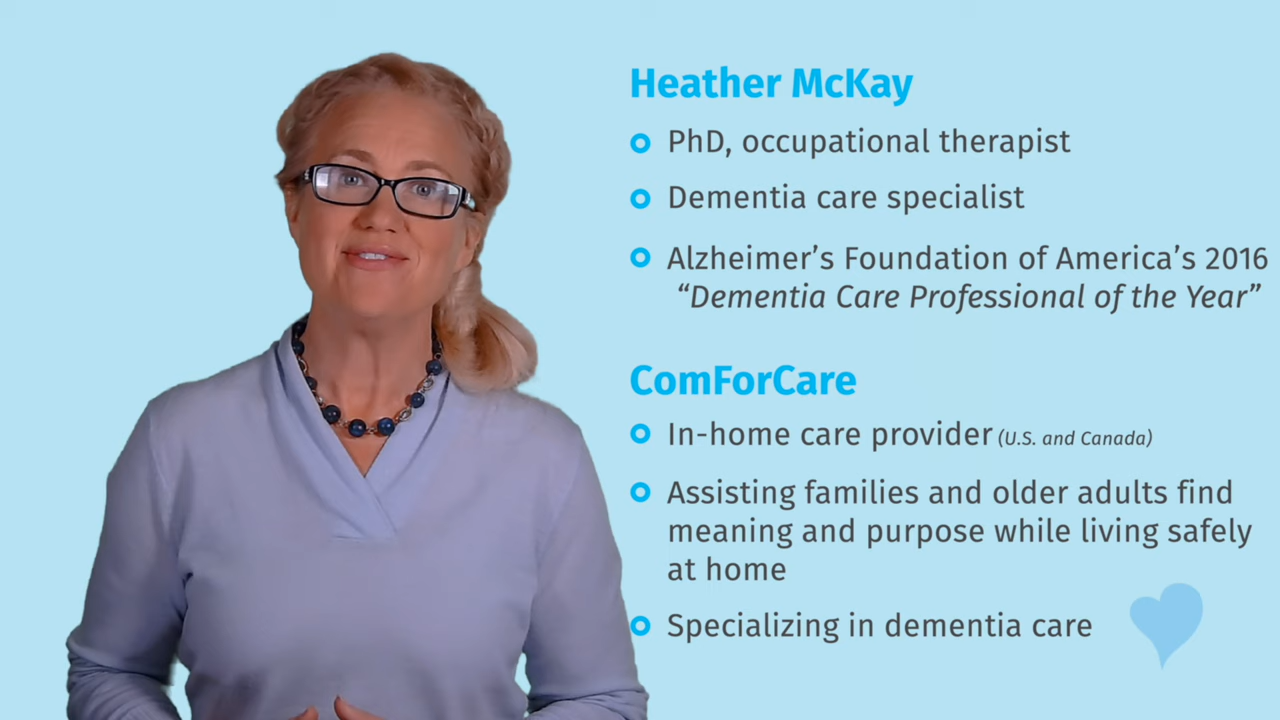 Heather McKay
PhD, occupational therapist
Dementia care specialist
Alzheimer’s Foundation of America’s 2016
“Dementia Care Professional of the Year”
ComForCare
In-home care provider (U.S. and Canada)
Assisting families and older adults find
meaning and purpose while living safely
at home
Specializing in dementia care